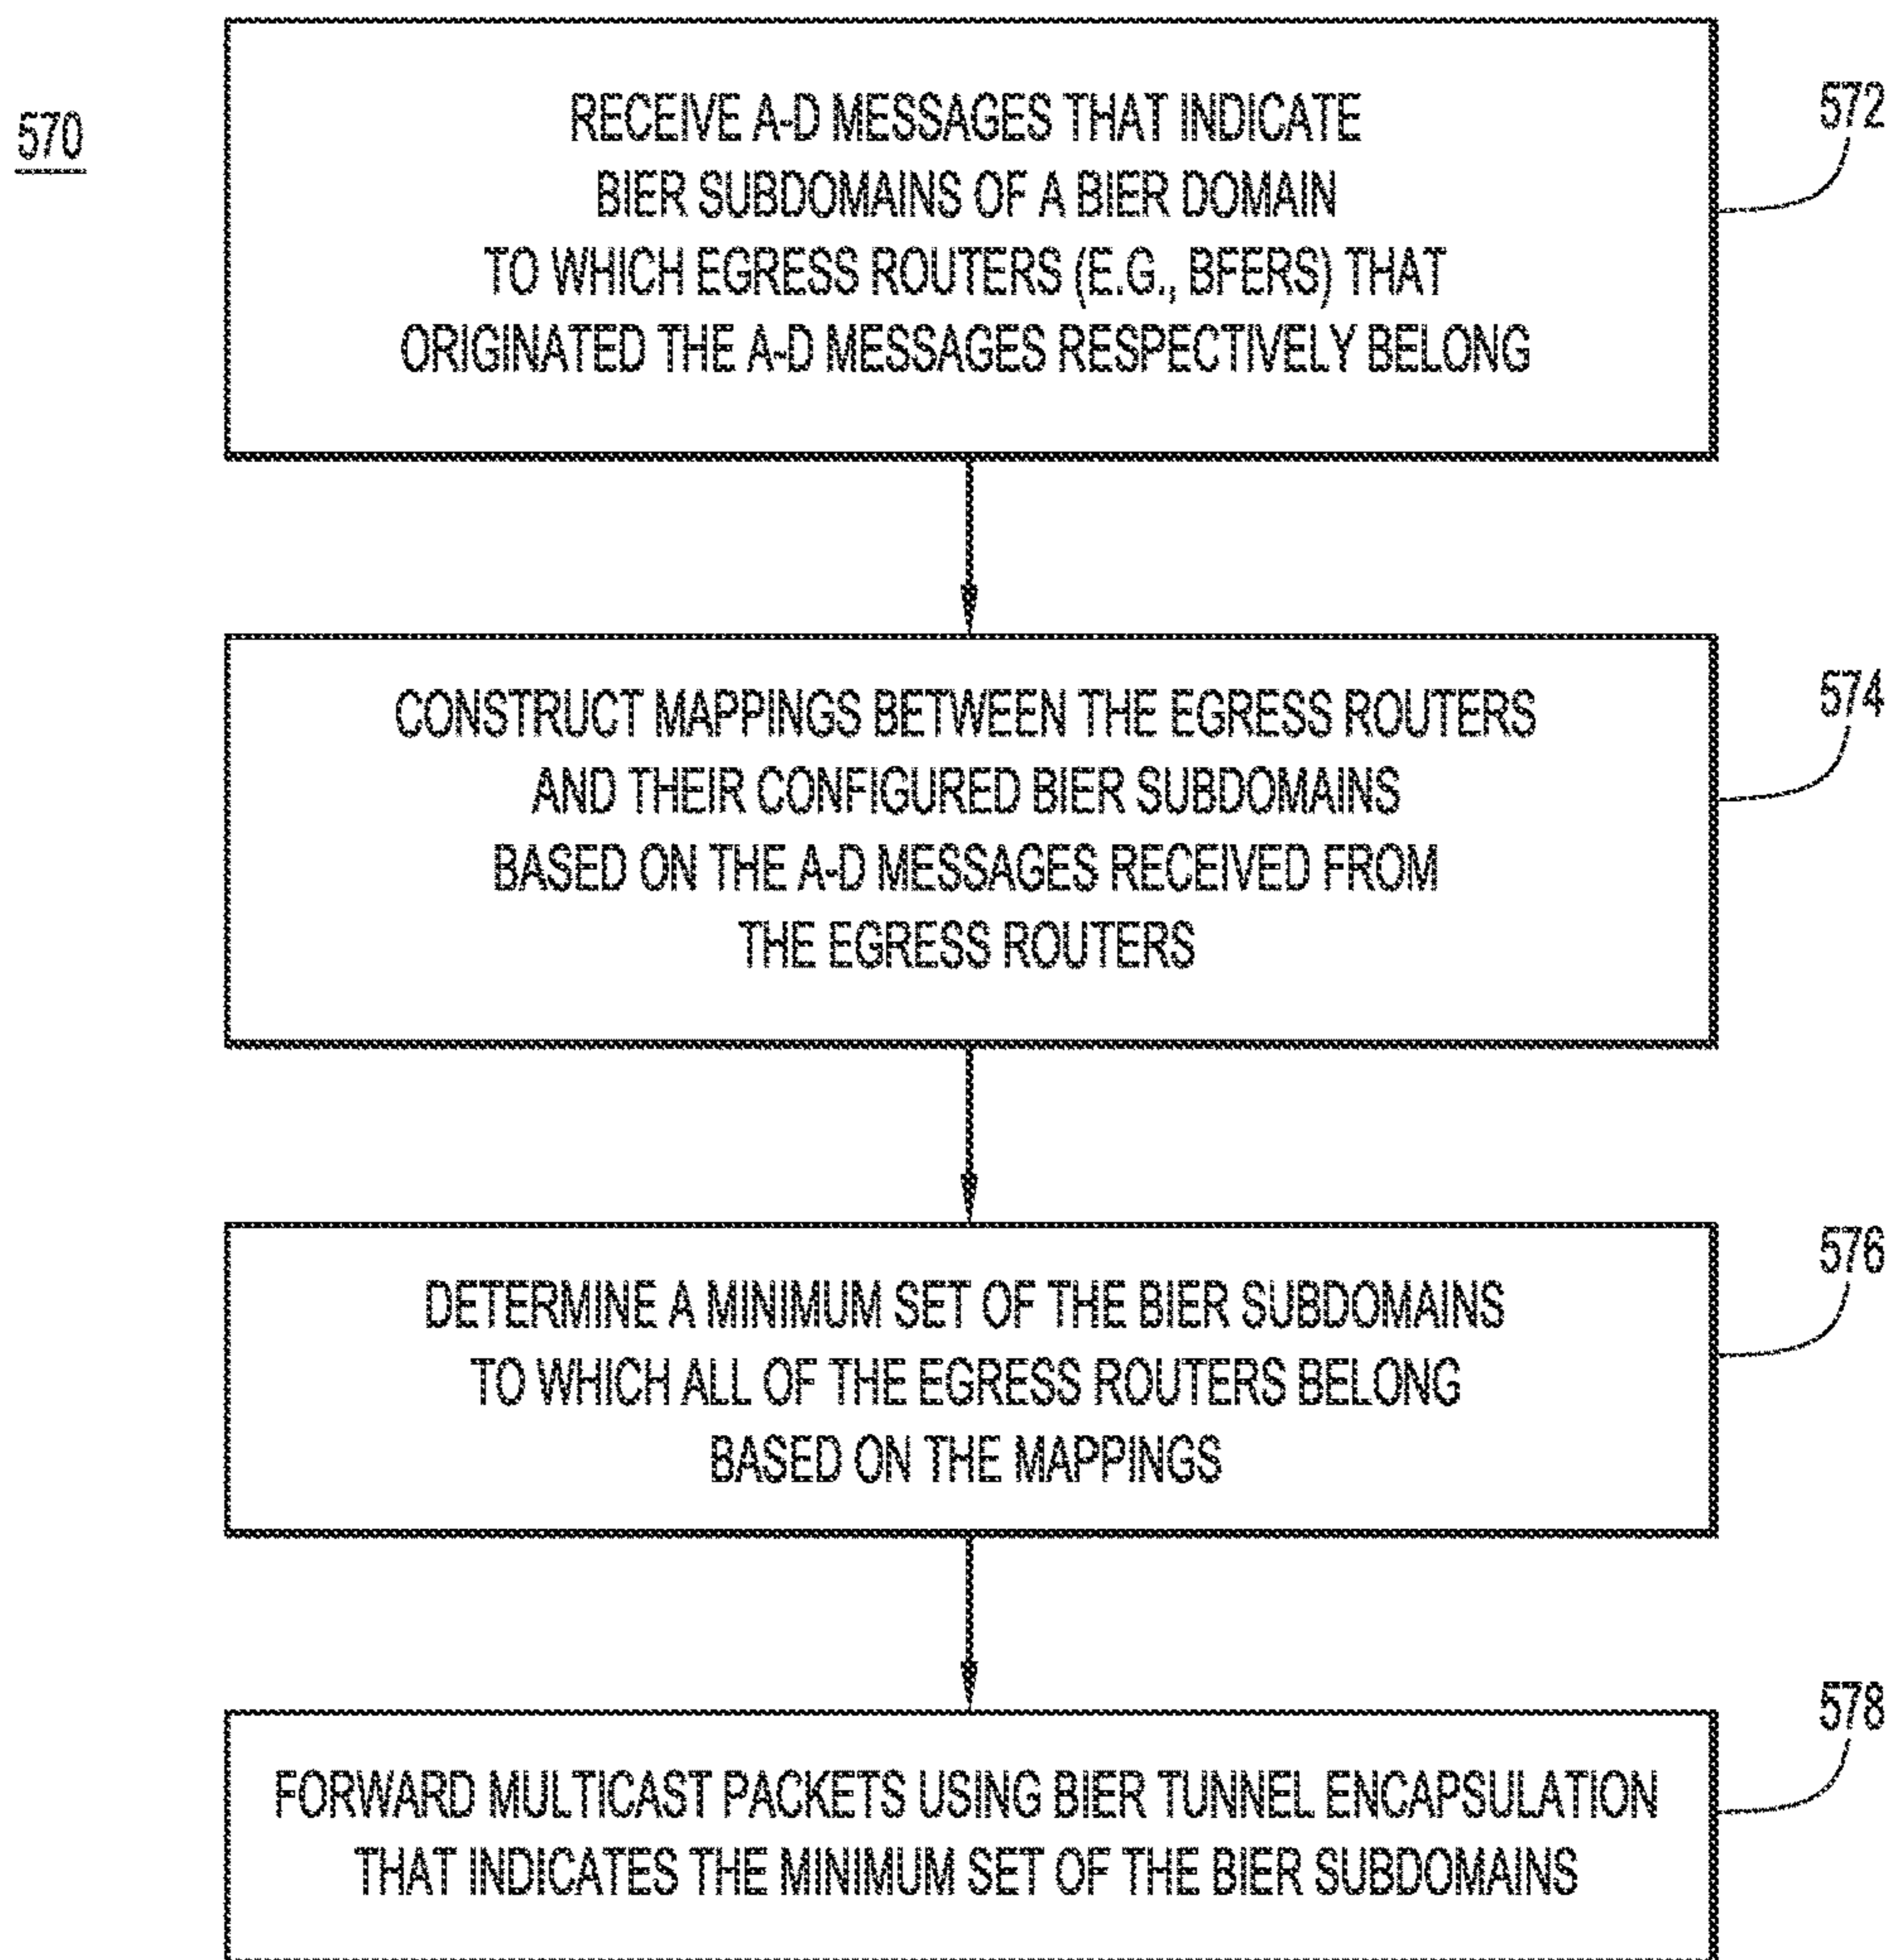 570
RECEIVE A-D MESSAGES THAT INDICATE
BIER SUBDOMAINS OF A BIER DOMAIN
TO WHICH EGRESS ROUTERS (E.G., BFERS) THAT
ORIGINATED THE A-D MESSAGES RESPECTIVELY BELONG
572
CONSTRUCT MAPPINGS BETWEEN THE EGRESS ROUTERS
AND THEIR CONFIGURED BIER SUBDOMAINS
BASED ON THE A-D MESSAGES RECEIVED FROM
THE EGRESS ROUTERS
574
DETERMINE A MINIMUM SET OF THE BIER SUBDOMAINS
TO WHICH ALL OF THE EGRESS ROUTERS BELONG
BASED ON THE MAPPINGS
576
FORWARD MULTICAST PACKETS USING BIER TUNNEL ENCAPSULATION
THAT INDICATES THE MINIMUM SET OF THE BIER SUBDOMAINS
578